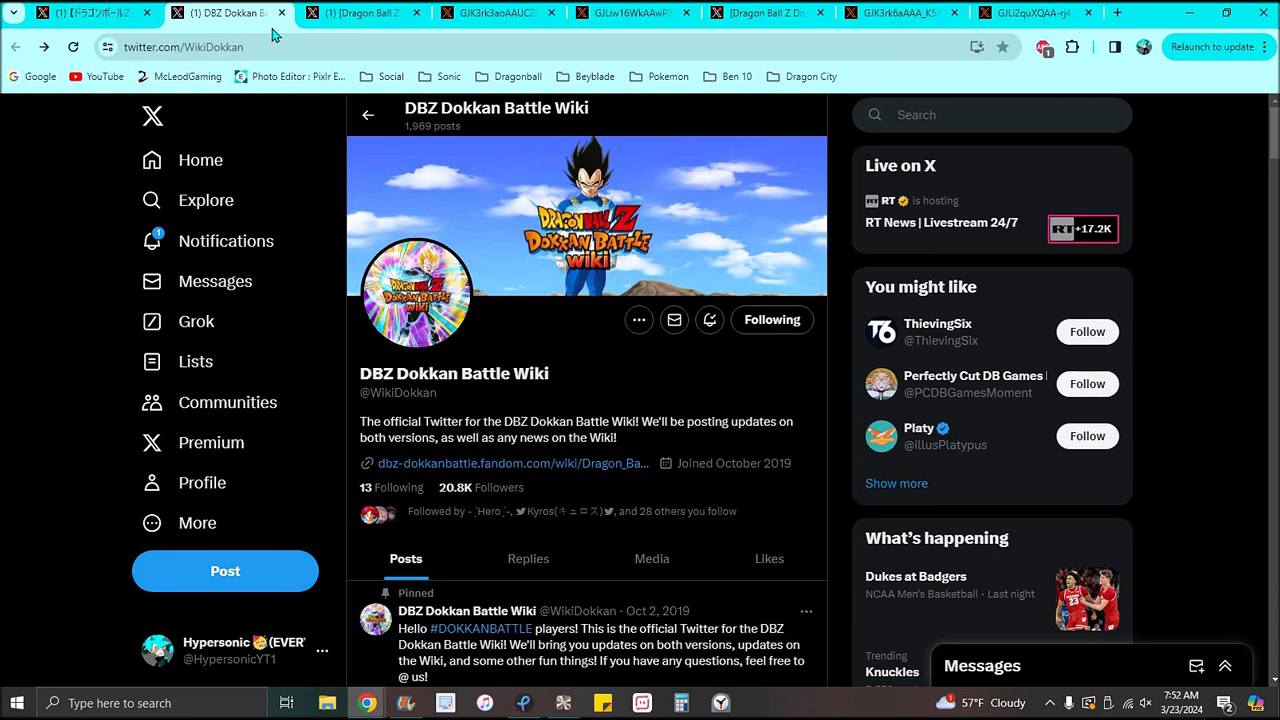 (1)【ドラゴンボールZ
(1) DBZ Dokkan B
(1) [Dragon Ball Z
GJK3rk3aoAAUCZ
GJLiw16WkAAwP
[Dragon Ball Z Do
GJK3rk6aAAA_K5
GJLi2quXQAA-rj4
twitter.com/WikiDokkan
1
Relaunch to update
Google
YouTube
McLeodGaming
Photo Editor : Pixlr E...
Social
Sonic
Dragonball
Beyblade
Pokemon
Ben 10
Dragon City
DBZ Dokkan Battle Wiki
1,969 posts
Home
Explore
1
Notifications
Messages
Grok
Lists
Communities
Premium
Profile
More
Post
Hypersonic 🥳(EVER
@HypersonicYT1
DRAGON BALL Z
DOKKAN BATTLE
wiki
Following
DBZ Dokkan Battle Wiki
@WikiDokkan
The official Twitter for the DBZ Dokkan Battle Wiki! We'll be posting updates on
both versions, as well as any news on the Wiki!
dbz-dokkanbattle.fandom.com/wiki/Dragon_Ba...
Joined October 2019
13 Following 20.8K Followers
Followed by - ˎHero ˎ-, Kyros(キュロス), and 28 others you follow
Posts
Replies
Media
Likes
Pinned
DBZ Dokkan Battle Wiki @WikiDokkan · Oct 2, 2019
Hello #DOKKANBATTLE players! This is the official Twitter for the DBZ
Dokkan Battle Wiki! We'll bring you updates on both versions, updates on
the Wiki, and some other fun things! If you have any questions, feel free to
@ us!
Search
Live on X
RT is hosting
RT News | Livestream 24/7
RT +17.2K
You might like
ThievingSix
@ThievingSix
Follow
Perfectly Cut DB Games
@PCDBGamesMoment
Follow
Platy
@illusPlatypus
Follow
Show more
What's happening
Dukes at Badgers
NCAA Men's Basketball · Last night
Trending
Knuckles
Messages
Type here to search
57°F Cloudy
7:52 AM
3/23/2024
2